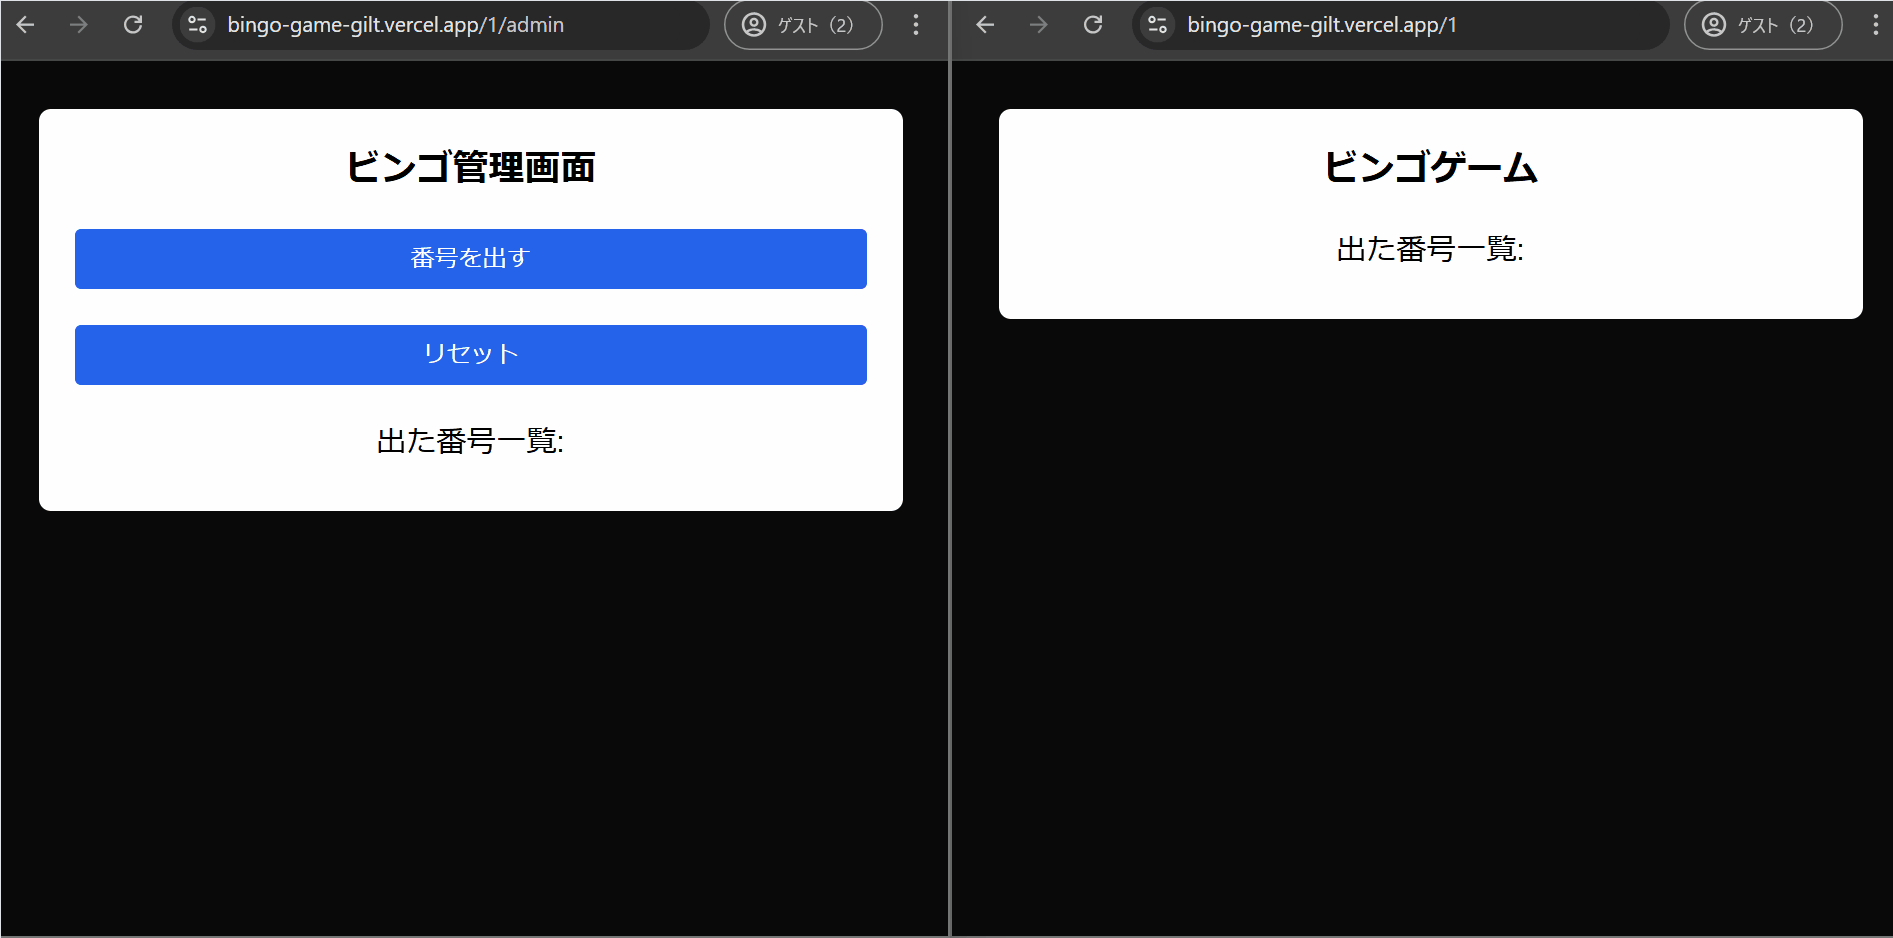 bingo-game-gilt.vercel.app/1/admin
ゲスト (2)
ビンゴ管理画面
番号を出す
リセット
出た番号一覧:
bingo-game-gilt.vercel.app/1
ゲスト (2)
ビンゴゲーム
出た番号一覧: